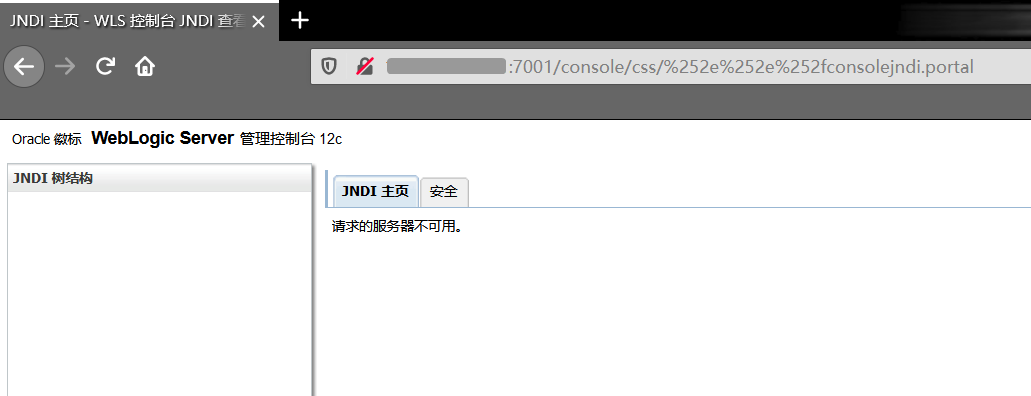 JNDI 主页 - WLS 控制台 JNDI 查看
:7001/console/css/%252e%252e%252fconsolejndi.portal
Oracle 徽标 WebLogic Server 管理控制台 12c
JNDI 树结构
JNDI 主页 安全
请求的服务器不可用。